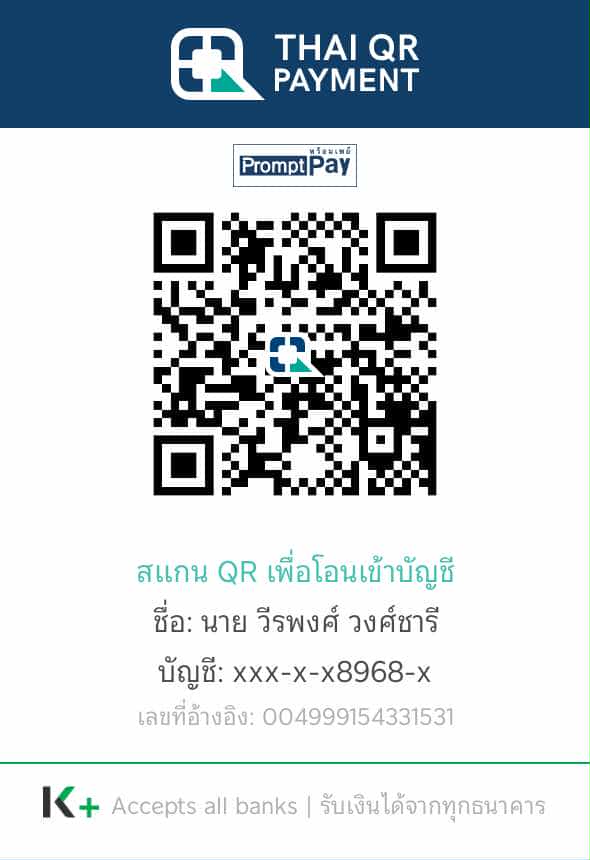 THAI QR
PAYMENT
พร้อมเพย์
PromptPay
สแกน QR เพื่อโอนเข้าบัญชี
ชื่อ: นาย วีรพงศ์ วงศ์ชารี
บัญชี: xxx-x-x8968-x
เลขที่อ้างอิง: 004999154331531
K+ Accepts all banks | รับเงินได้จากทุกธนาคาร